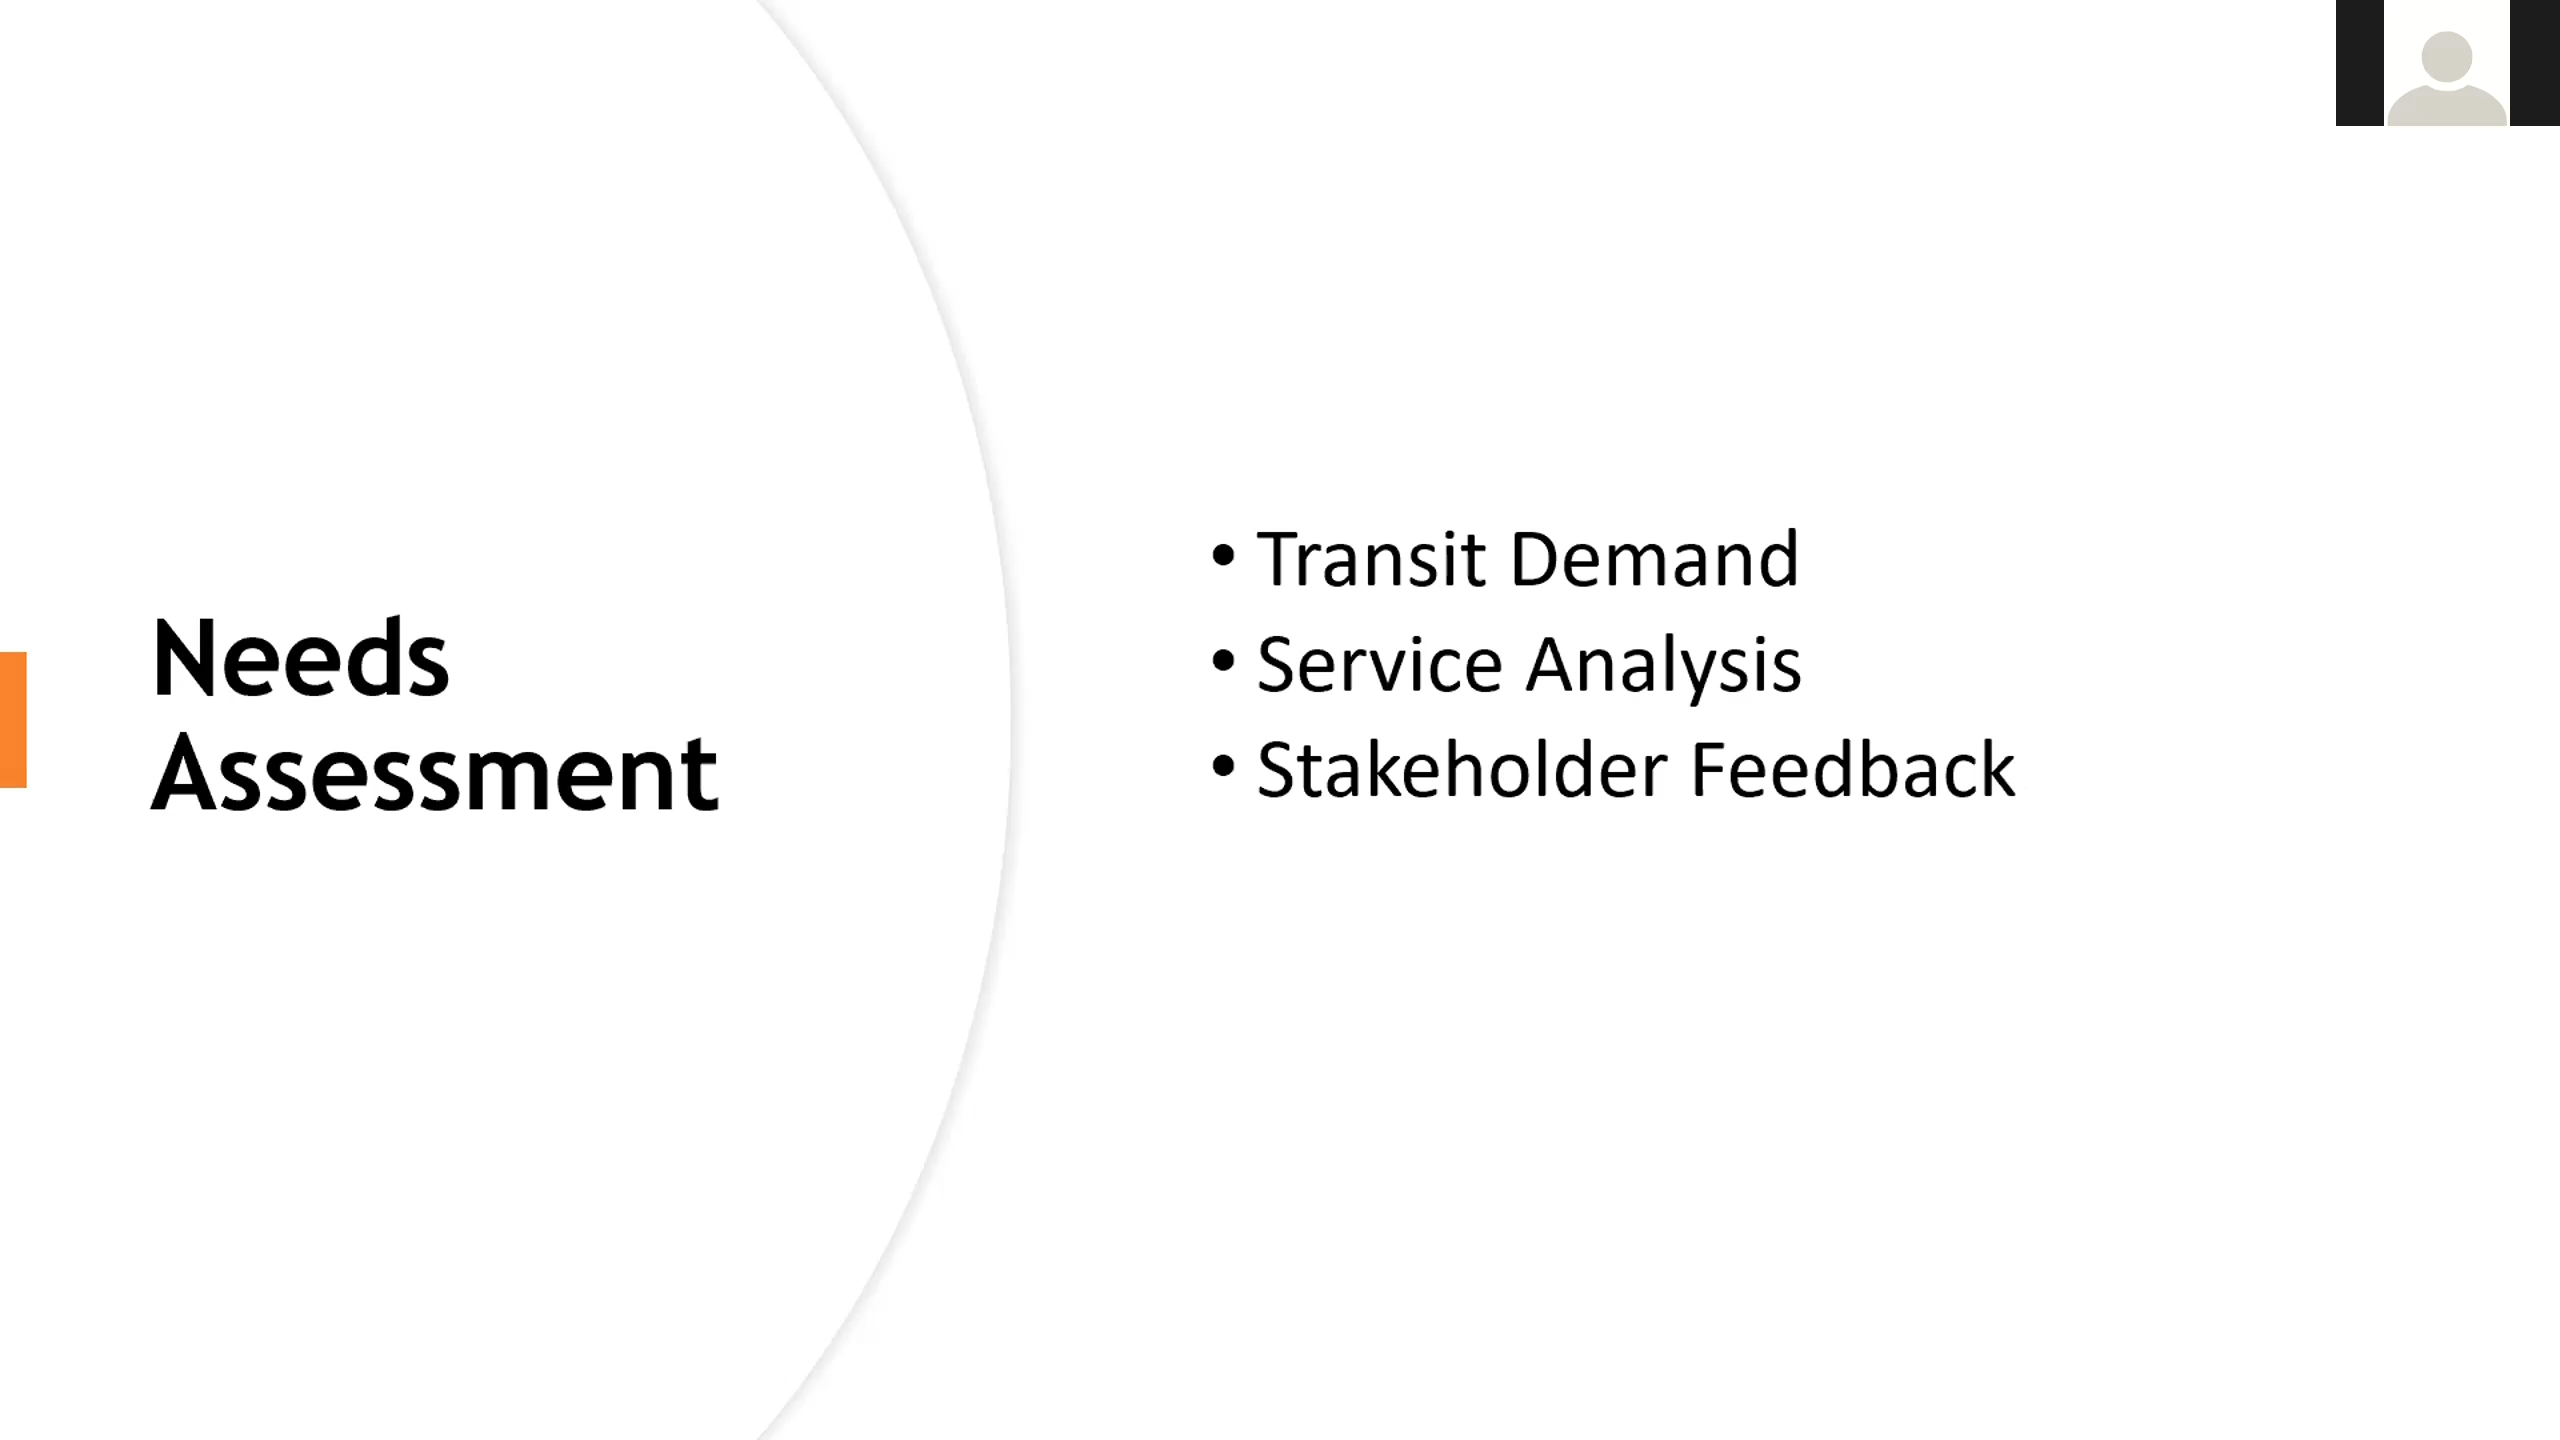 Needs
Assessment
• Transit Demand
• Service Analysis
• Stakeholder Feedback